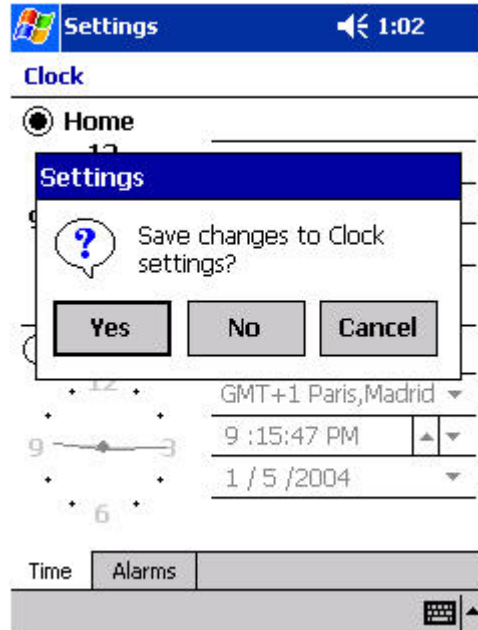 Settings 1:02
Clock
Home
12
Settings
Save changes to Clock
settings?
Yes No Cancel
12
GMT+1 Paris,Madrid
9 3
9 :15:47 PM
1 / 5 /2004
6
Time Alarms